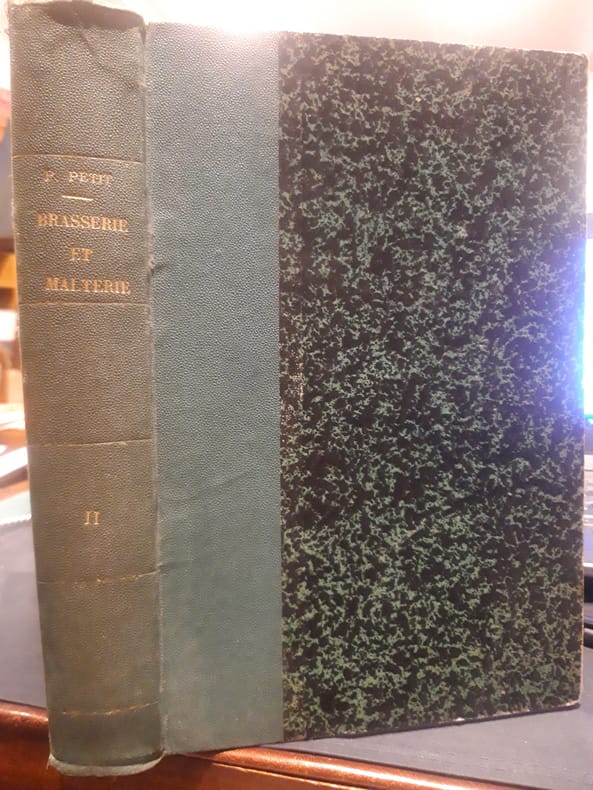 P. PETIT
BRASSERIE
ET
MALTERIE
II